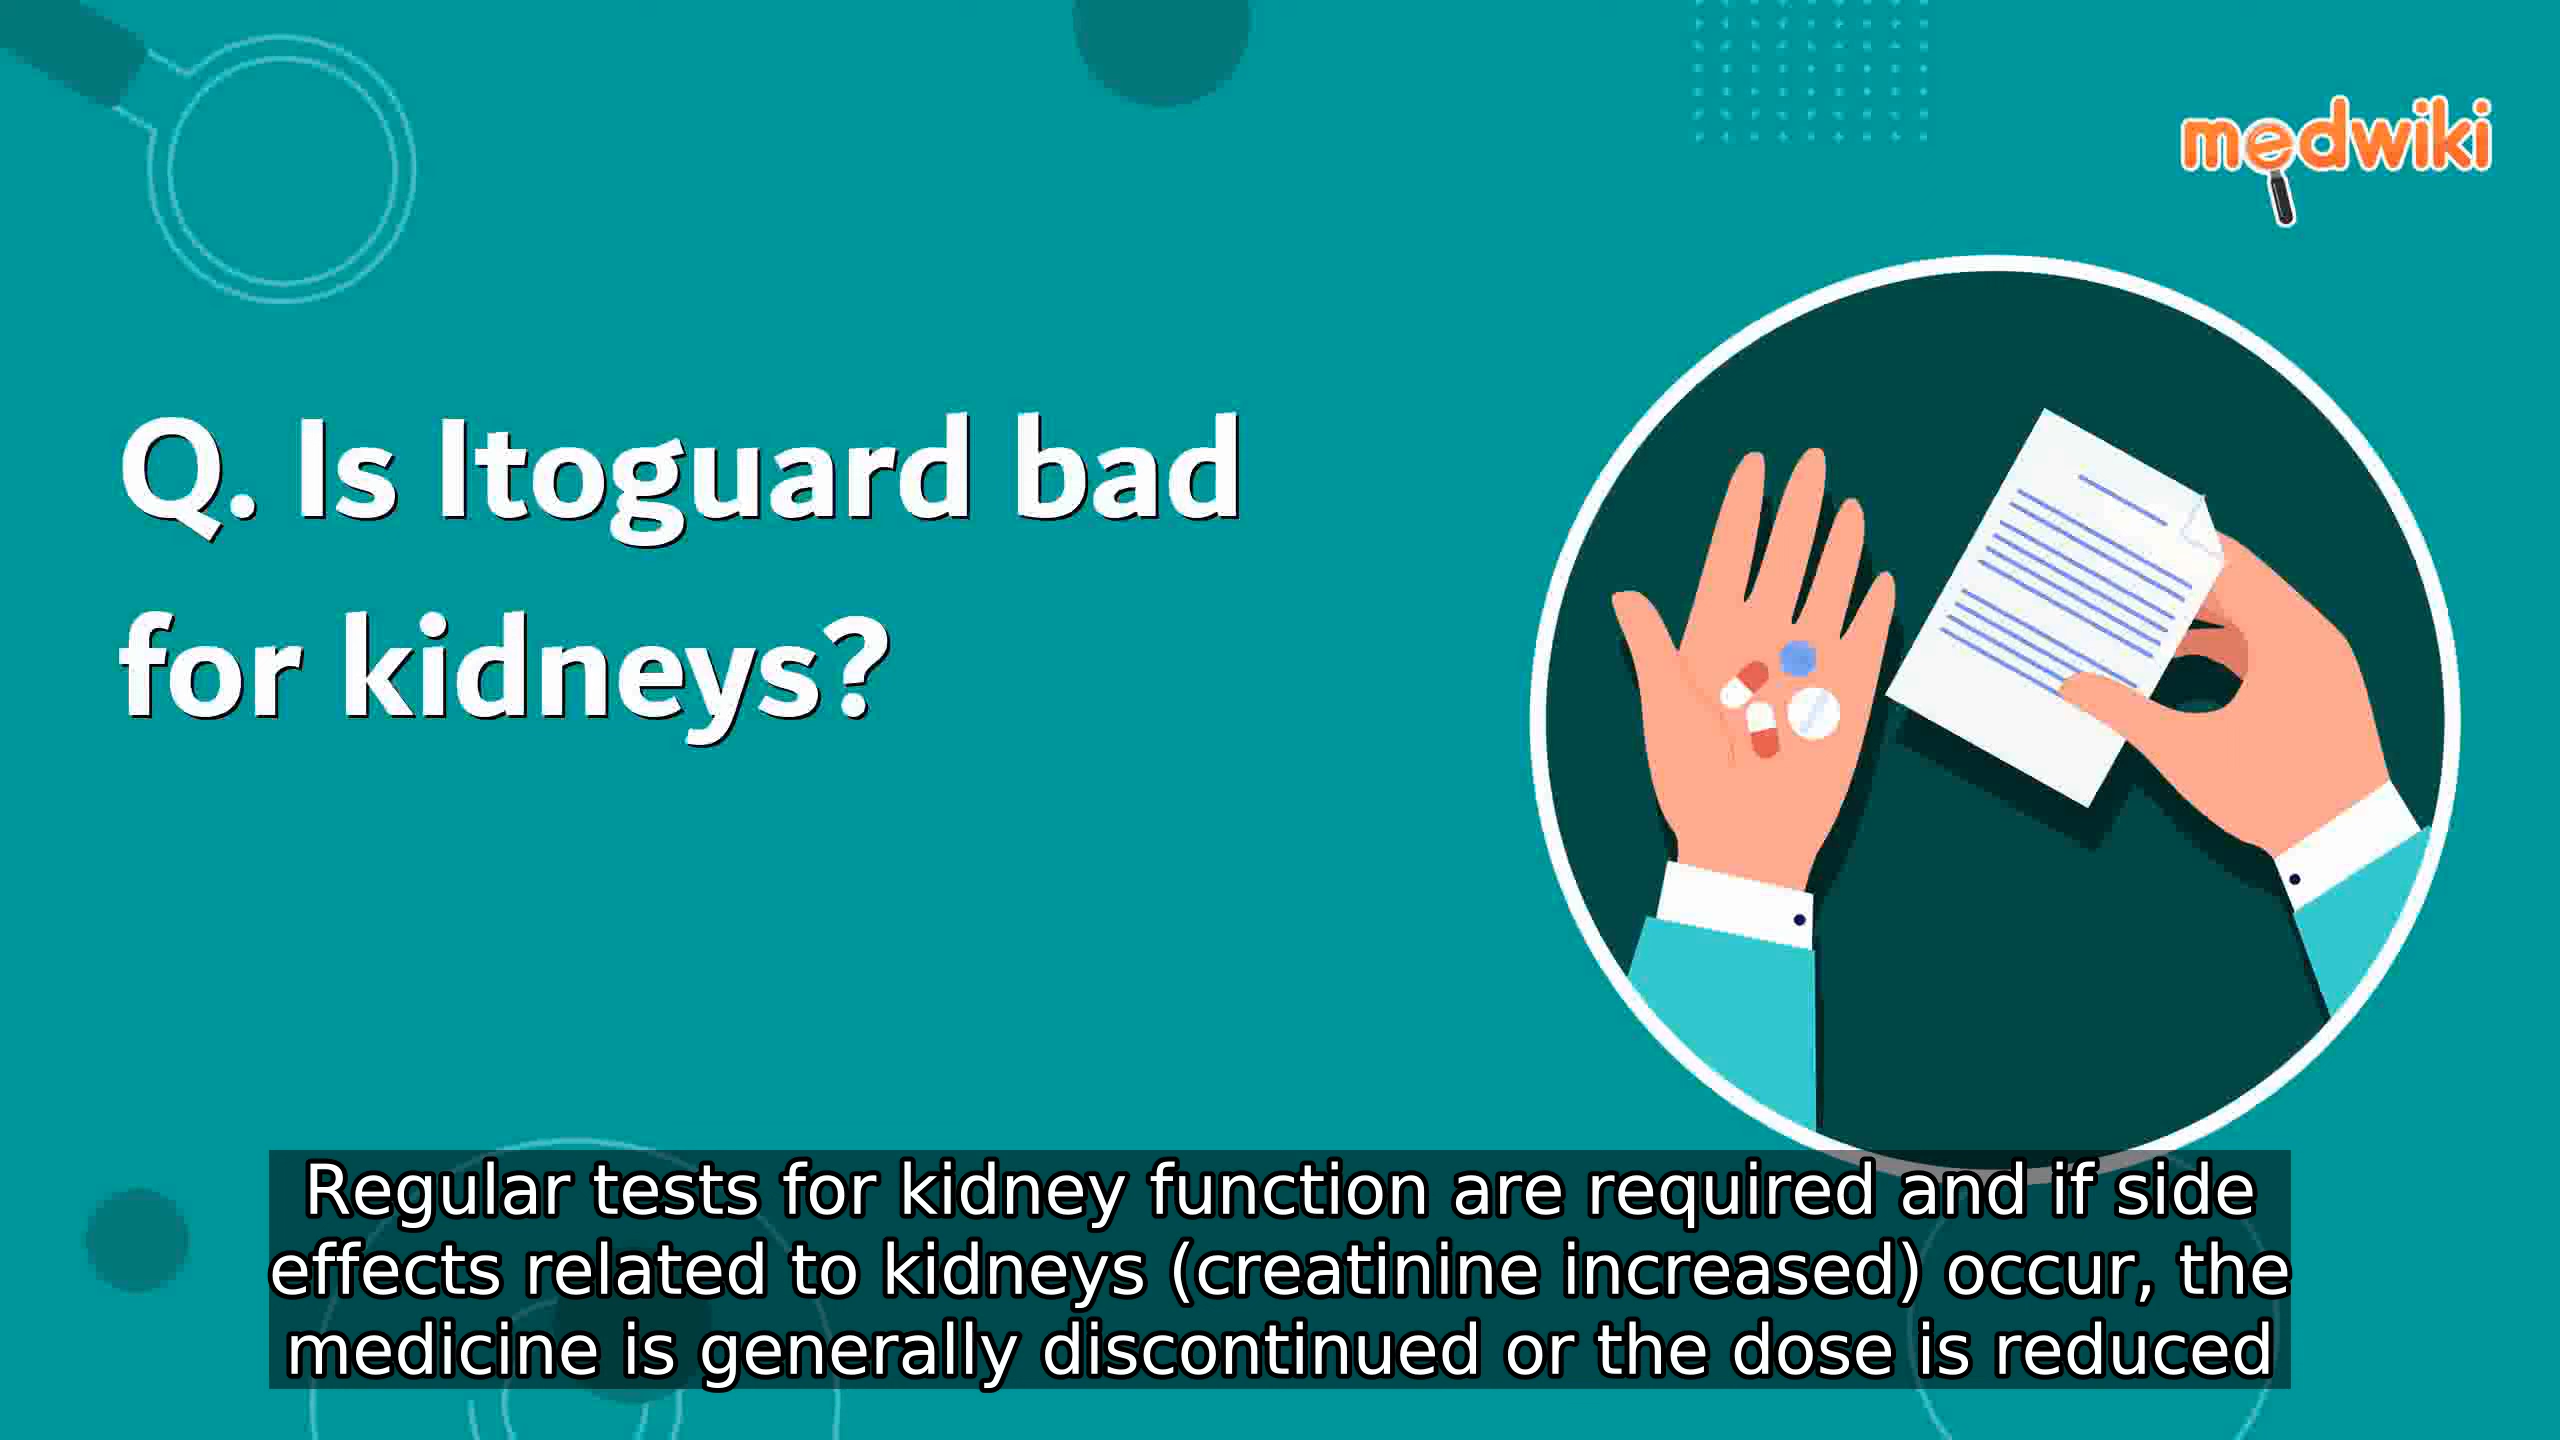 medwiki
Q. Is Itoguard bad
for kidneys?
Regular tests for kidney function are required and if side
effects related to kidneys (creatinine increased) occur, the
medicine is generally discontinued or the dose is reduced